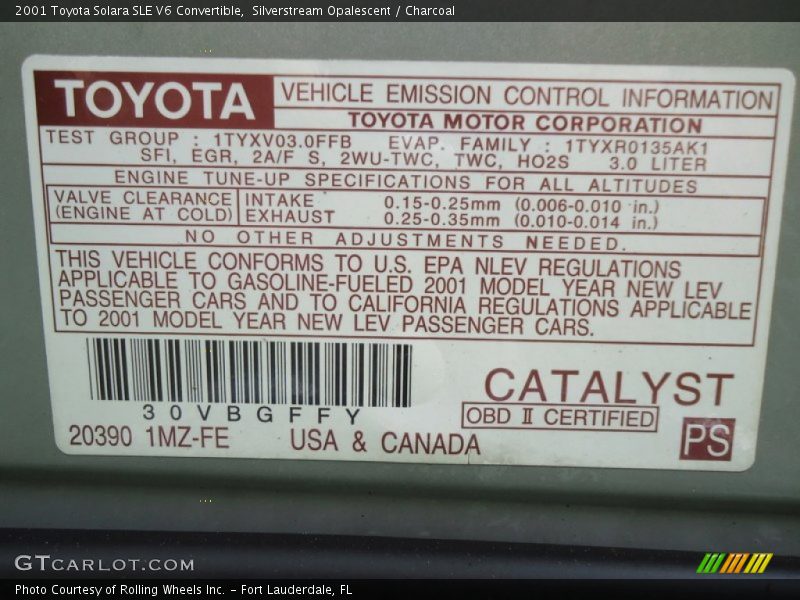 2001 Toyota Solara SLE V6 Convertible,  Silverstream Opalescent / Charcoal
TOYOTA
VEHICLE EMISSION CONTROL INFORMATION
TOYOTA MOTOR CORPORATION
TEST GROUP : 1TYXV03.0FFB EVAP. FAMILY : 1TYXR0135AK1
SFI, EGR, 2A/F S, 2WU-TWC, TWC, HO2S 3.0 LITER
ENGINE TUNE-UP SPECIFICATIONS FOR ALL ALTITUDES
VALVE CLEARANCE INTAKE 0.15-0.25mm (0.006-0.010 in.)
(ENGINE AT COLD) EXHAUST 0.25-0.35mm (0.010-0.014 in.)
NO OTHER ADJUSTMENTS NEEDED.
THIS VEHICLE CONFORMS TO U.S. EPA NLEV REGULATIONS
APPLICABLE TO GASOLINE-FUELED 2001 MODEL YEAR NEW LEV
PASSENGER CARS AND TO CALIFORNIA REGULATIONS APPLICABLE
TO 2001 MODEL YEAR NEW LEV PASSENGER CARS.
30VBGFFY
CATALYST
OBD II CERTIFIED
20390 1MZ-FE USA & CANADA
PS
GTCARLOT.COM
Photo Courtesy of Rolling Wheels Inc. – Fort Lauderdale, FL